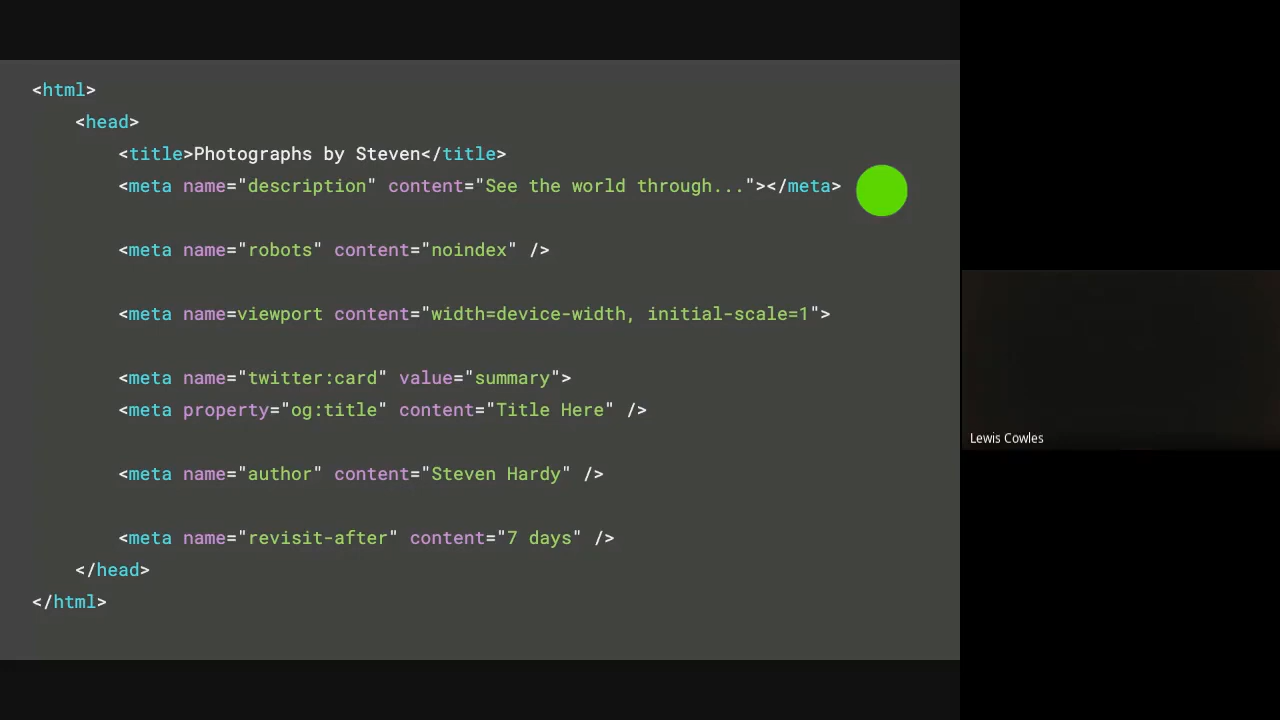 <html>
<head>
<title>Photographs by Steven</title>
<meta name="description" content="See the world through..."></meta>
<meta name="robots" content="noindex" />
<meta name=viewport content="width=device-width, initial-scale=1">
<meta name="twitter:card" value="summary">
<meta property="og:title" content="Title Here" />
<meta name="author" content="Steven Hardy" />
<meta name="revisit-after" content="7 days" />
</head>
</html>
Lewis Cowles